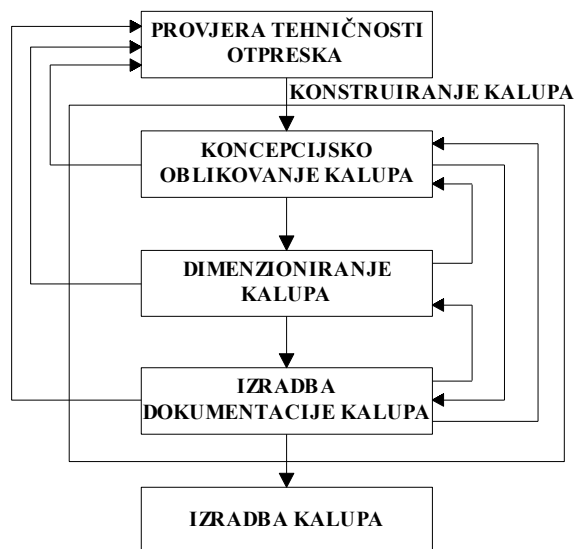 PROVJERA TEHNIČNOSTI
OTPRESKA
KONSTRUIRANJE KALUPA
KONCEPCIJSKO
OBLIKOVANJE KALUPA
DIMENZIONIRANJE
KALUPA
IZRADBA
DOKUMENTACIJE KALUPA
IZRADBA KALUPA